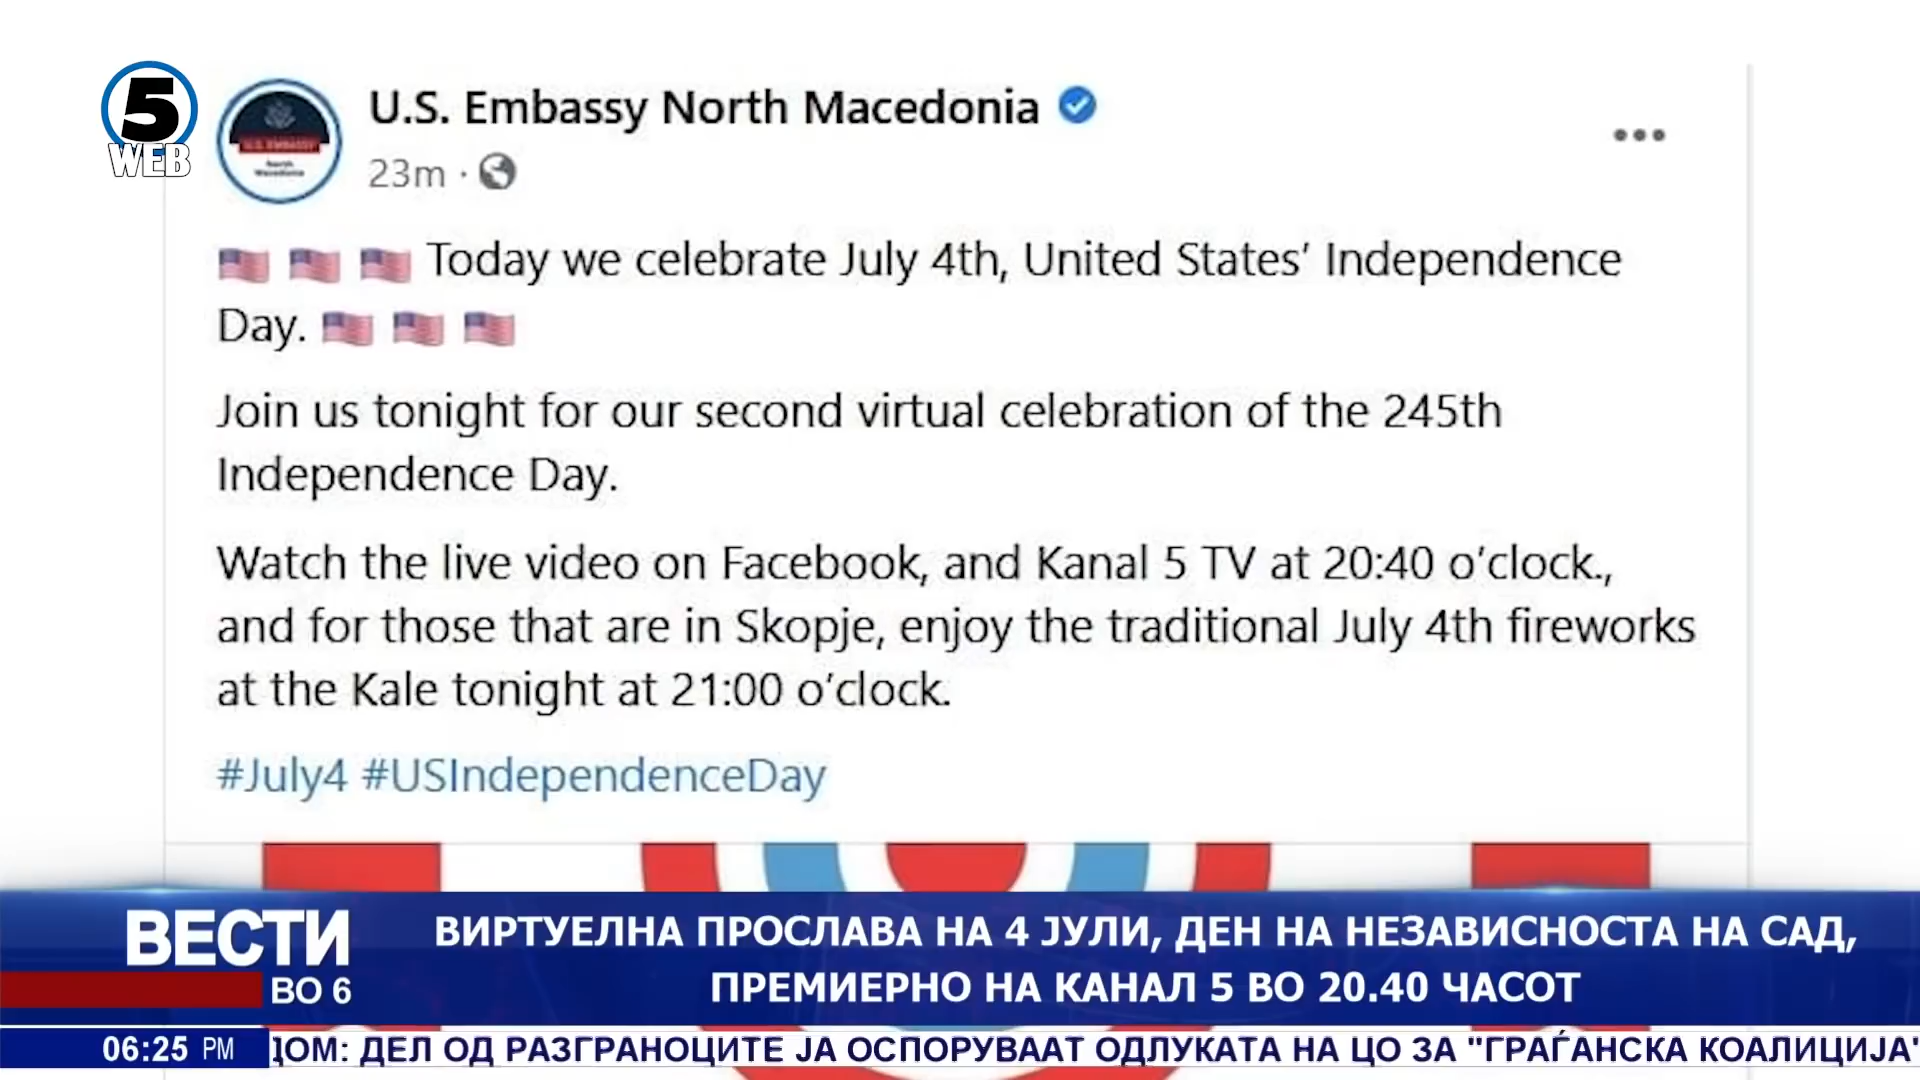 5
WEB
U.S. EMBASSY
North
Macedonia
U.S. Embassy North Macedonia
23m ·
Today we celebrate July 4th, United States’ Independence
Day.
Join us tonight for our second virtual celebration of the 245th
Independence Day.
Watch the live video on Facebook, and Kanal 5 TV at 20:40 o’clock.,
and for those that are in Skopje, enjoy the traditional July 4th fireworks
at the Kale tonight at 21:00 o’clock.
#July4 #USIndependenceDay
ВЕСТИ
ВО 6
ВИРТУЕЛНА ПРОСЛАВА НА 4 ЈУЛИ, ДЕН НА НЕЗАВИСНОСТА НА САД,
ПРЕМИЕРНО НА КАНАЛ 5 ВО 20.40 ЧАСОТ
06:25 PM
ДОМ: ДЕЛ ОД РАЗГРАНОЦИТЕ ЈА ОСПОРУВААТ ОДЛУКАТА НА ЦО ЗА "ГРАЃАНСКА КОАЛИЦИЈА"